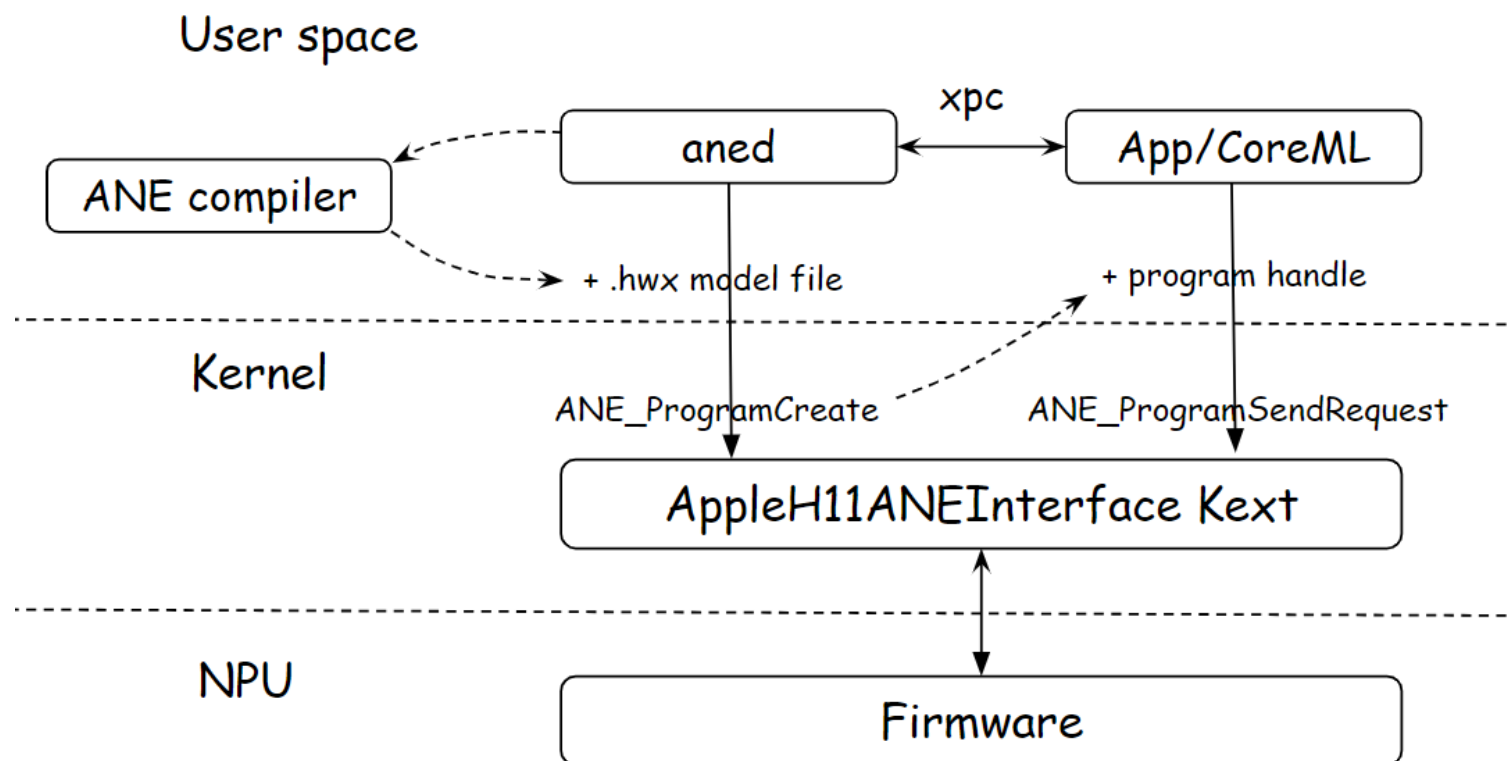 User space
xpc
aned
App/CoreML
ANE compiler
+ .hwx model file
+ program handle
Kernel
ANE_ProgramCreate
ANE_ProgramSendRequest
AppleH11ANEInterface Kext
NPU
Firmware